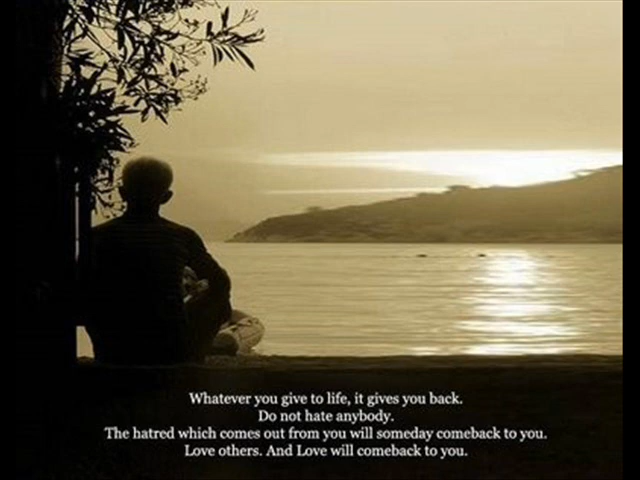 Whatever you give to life, it gives you back.
Do not hate anybody.
The hatred which comes out from you will someday comeback to you.
Love others. And Love will comeback to you.